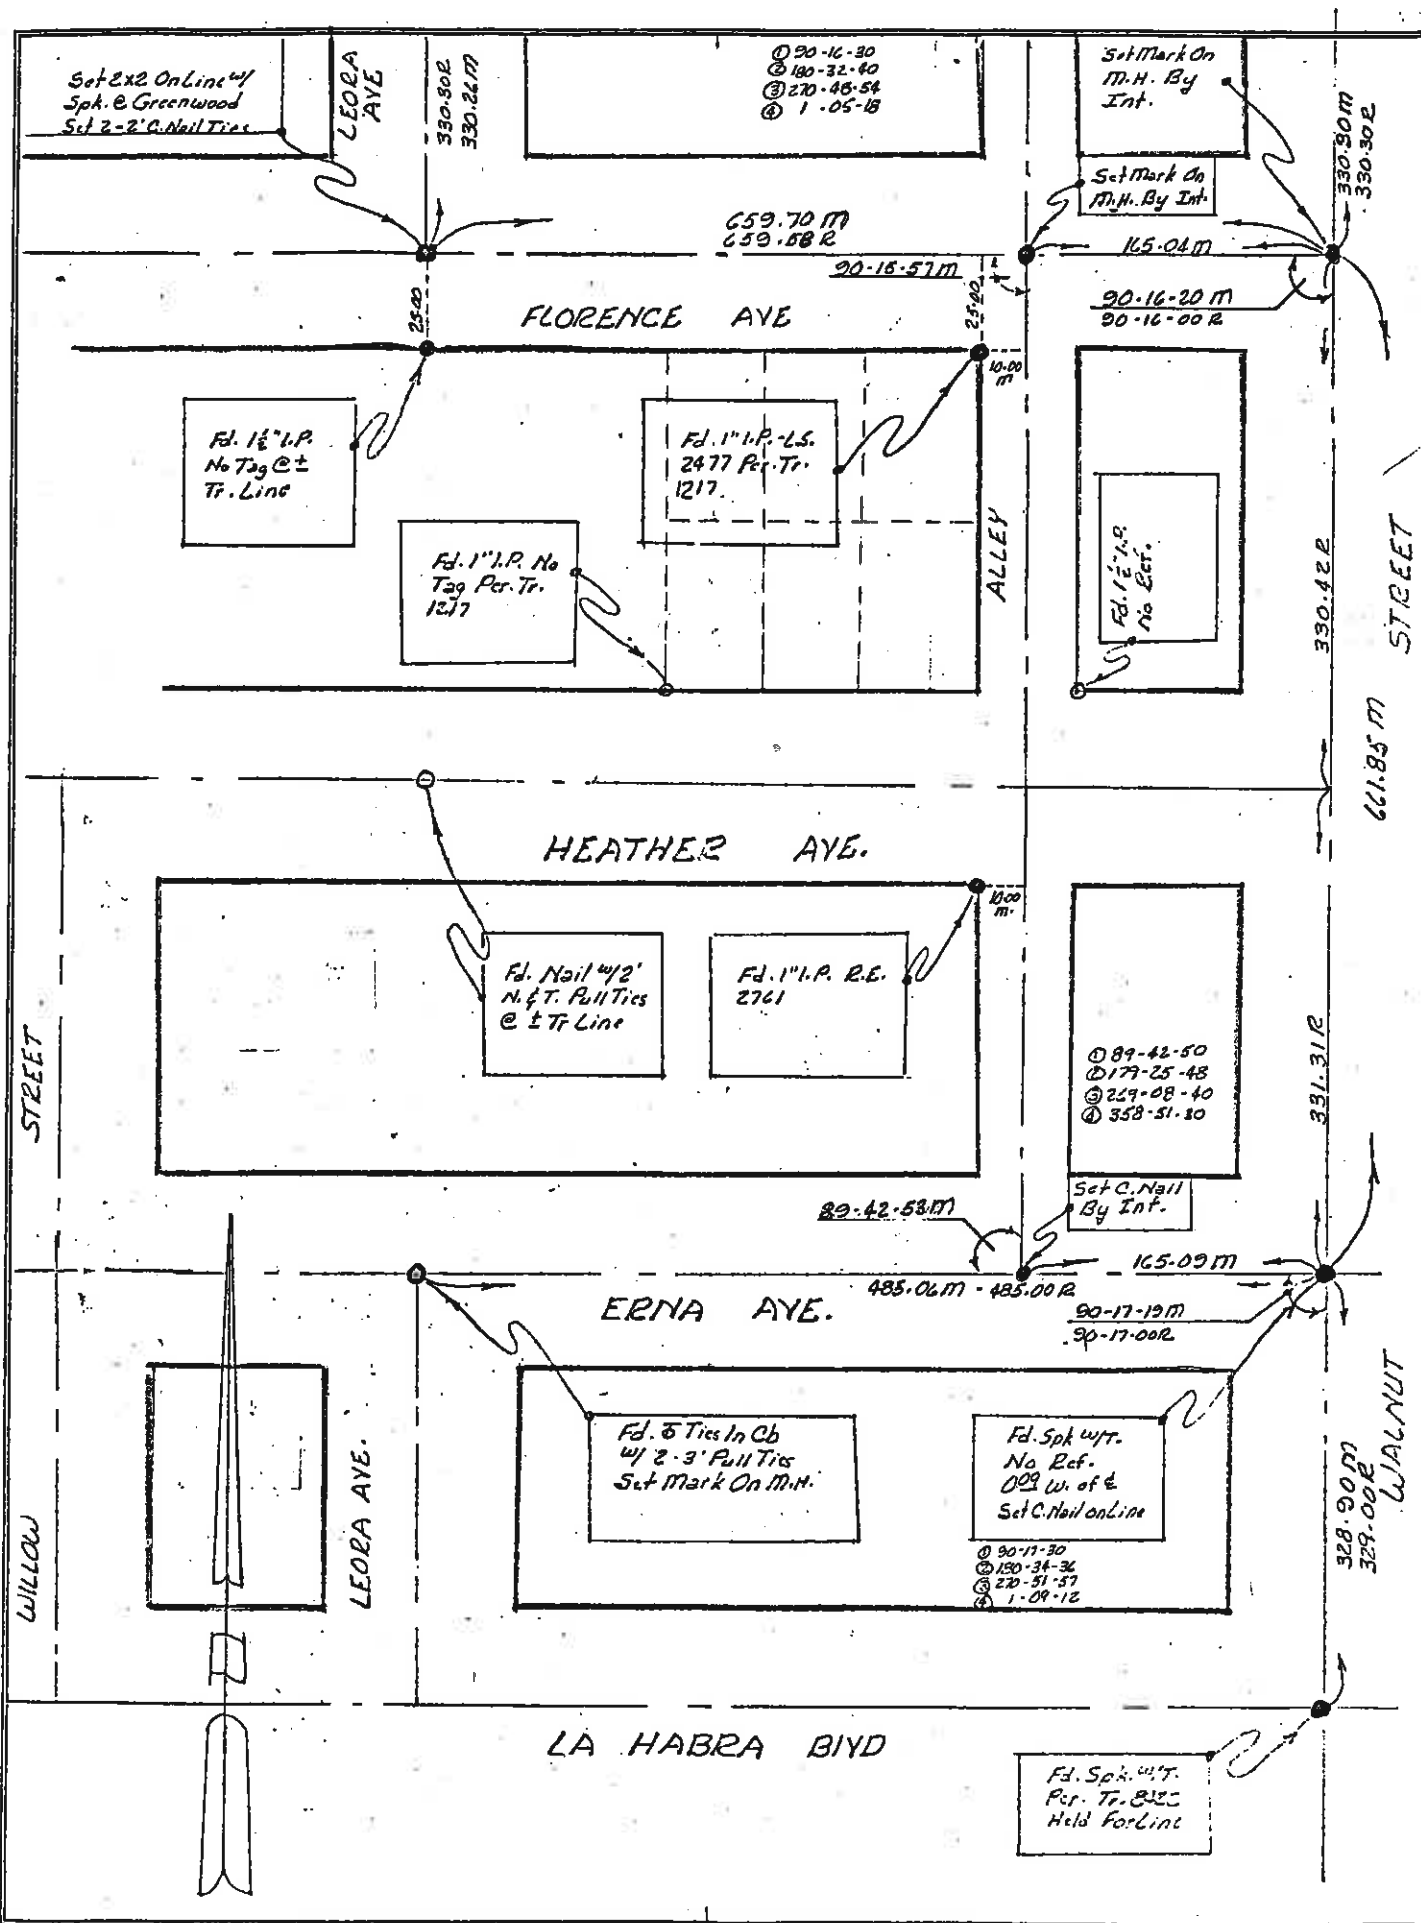 Set 2x2 On Line w/
Spk. @ Greenwood
Set 2-2' C. Nail Ties
LEORA
AVE
330.30R
330.26M
① 90-16-30
② 180-32-40
③ 270-48-54
④ 1-05-18
Set Mark On
M.H. By
Int.
330.80M
330.30R
Set Mark On
M.H. By Int.
659.70 M
659.58 R
165.04M
90-15-57M
90-16-20 M
90-16-00 R
25.00
FLORENCE AVE
25.00
10.00
m
Fd. 1½" I.P.
No Tag @ ±
Tr. Line
Fd. 1" I.P. -L.S.
2477 Per. Tr.
1217.
Fd. 1" I.P. No
Tag Per. Tr.
1217
ALLEY
Fd. 1½" I.P.
No Ref.
330.42R
STREET
661.85 M
HEATHER AVE.
10.00
m.
Fd. Nail w/2'
N. & T. Pull Ties
@ ± Tr Line
Fd. 1" I.P. R.E.
2761
① 89-42-50
② 179-25-48
③ 269-08-40
④ 358-51-30
331.31R
STREET
Set C. Nail
By Int.
89-42-53M
165.09M
485.06M - 485.00R
ERNA AVE.
90-17-19M
90-17-00R
Fd. 5 Ties In Cb
w/ 2-3' Pull Ties
Set Mark On M.H.
Fd. Spk w/T.
No Ref.
0.09 W. of ℄
Set C. Nail on Line
① 90-17-30
② 180-34-36
③ 270-51-57
④ 1-09-12
LEORA AVE.
WILLOW
WALNUT
328.90M
329.00R
LA HABRA BLVD
Fd. Spk. w/T.
Per. Tr.
Held For Line